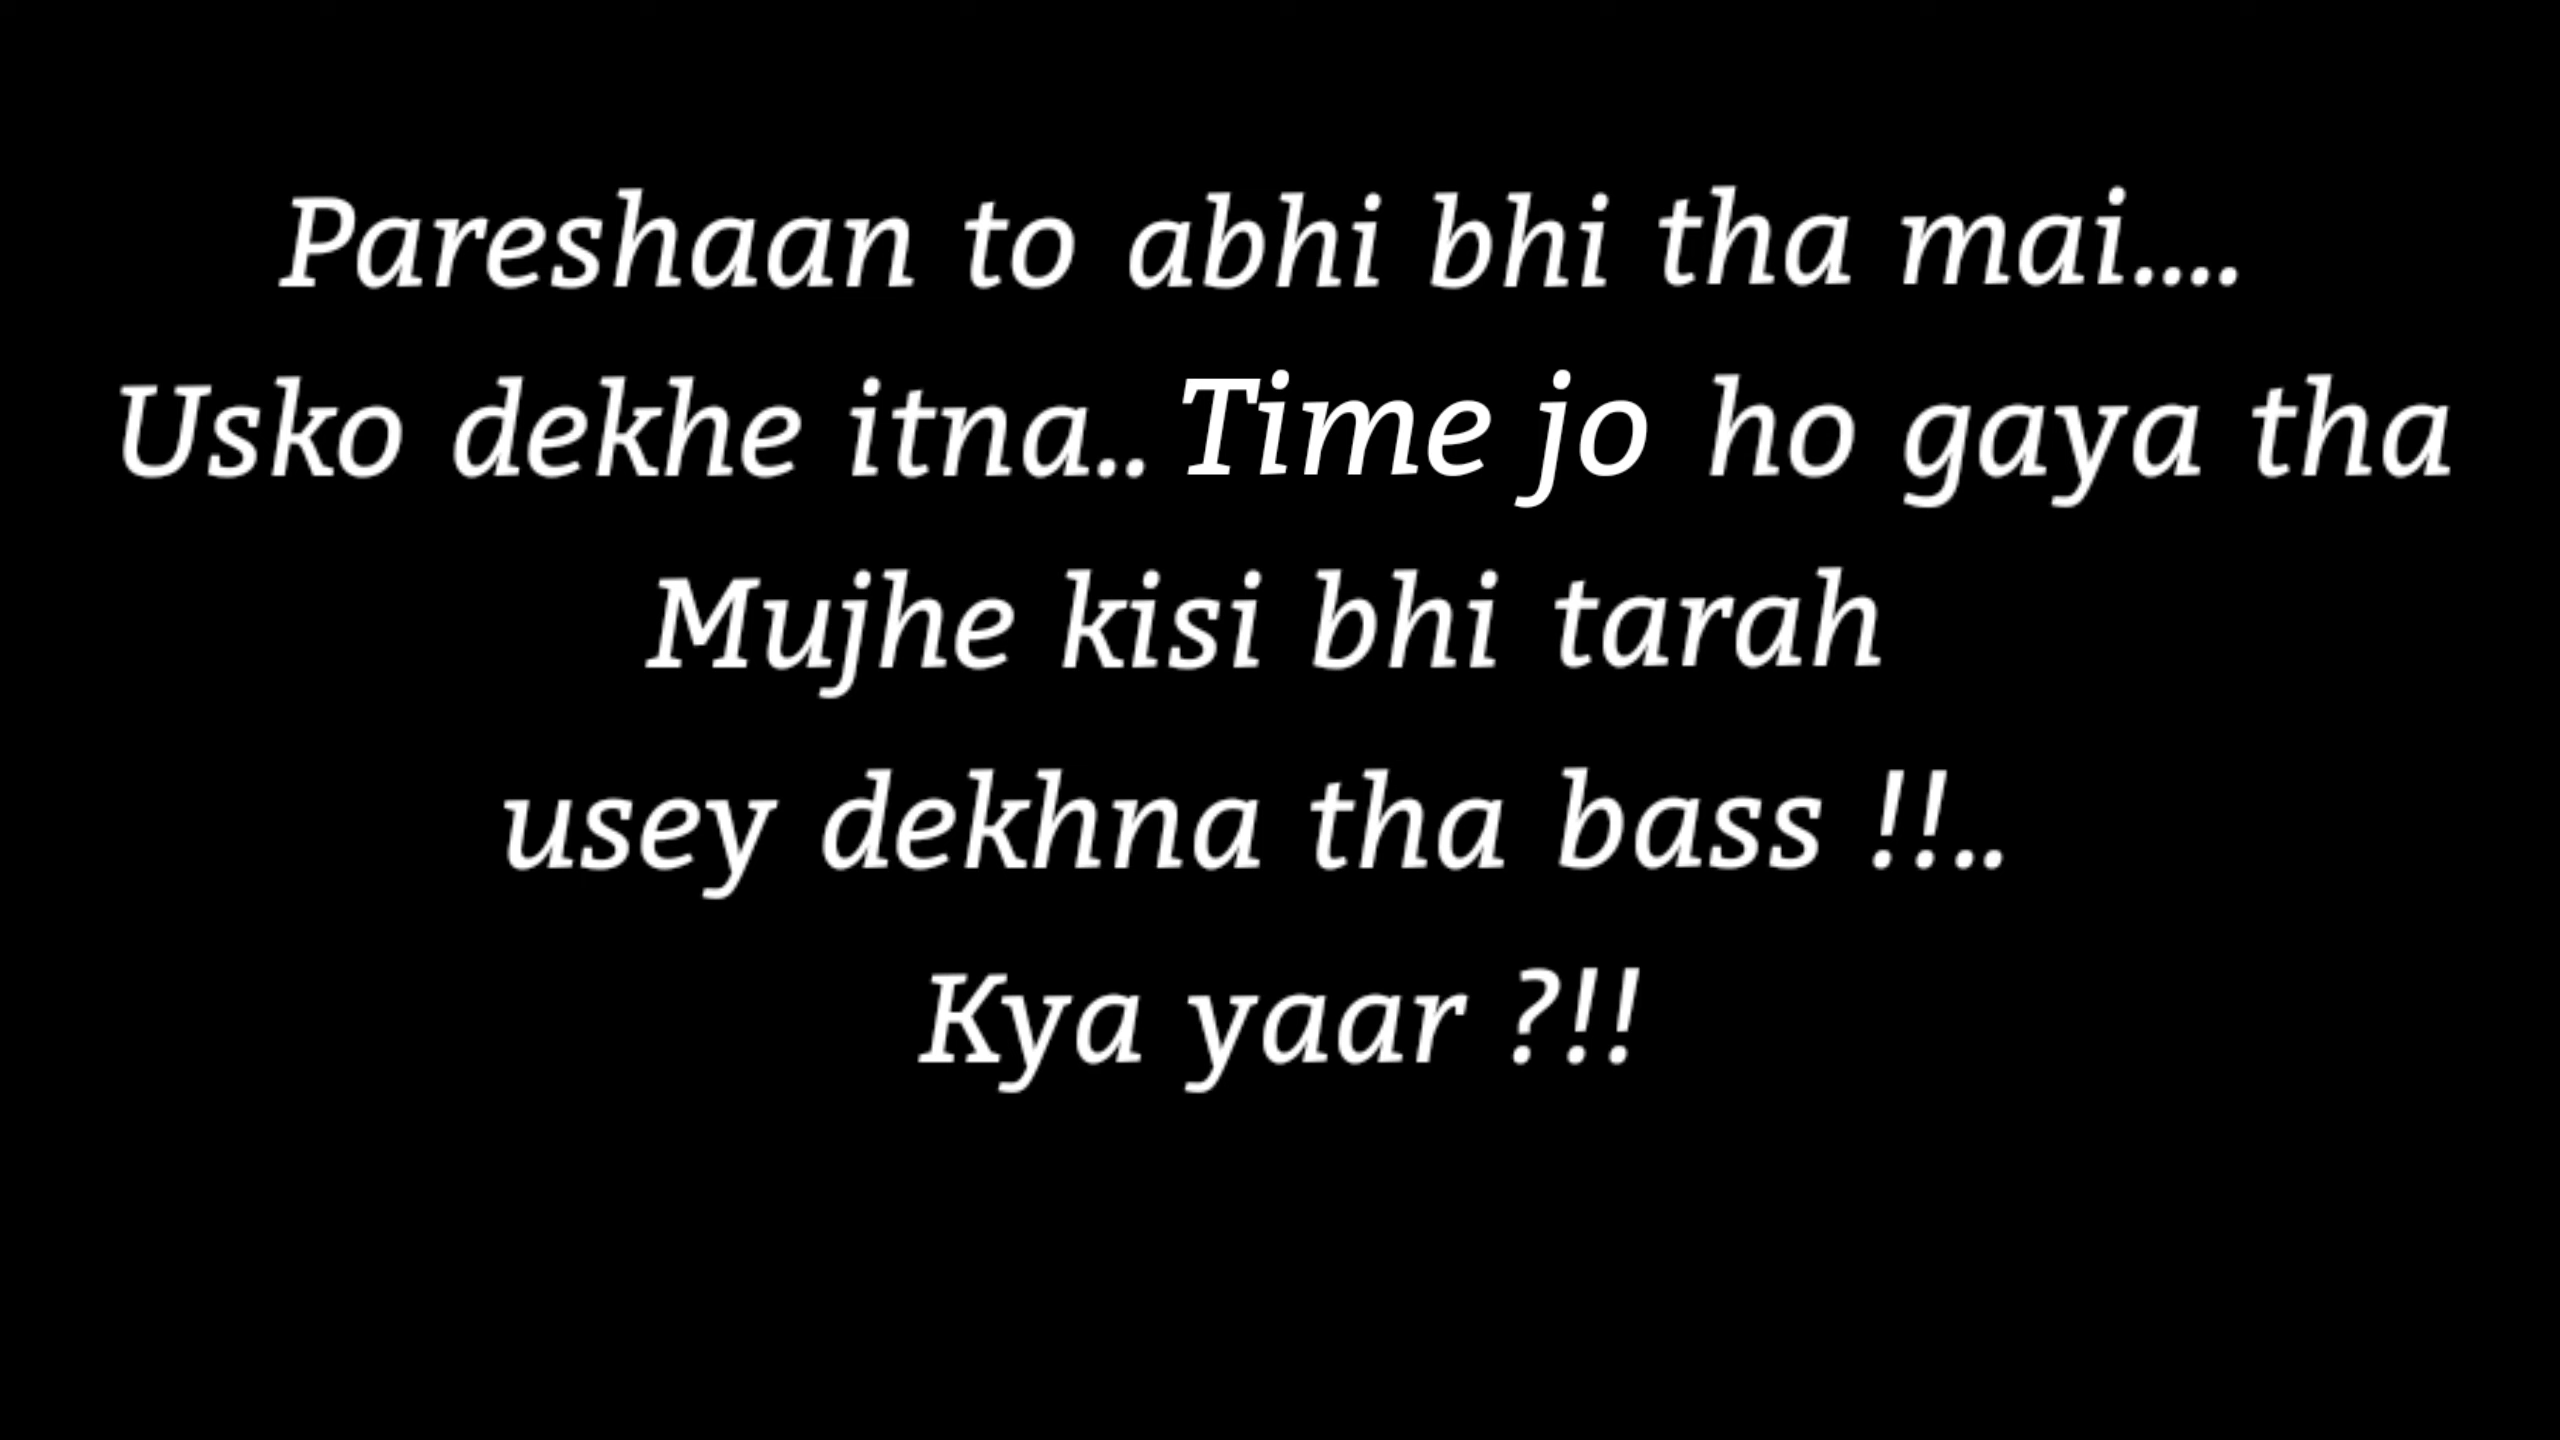 Pareshaan to abhi bhi tha mai....
Usko dekhe itna.. Time jo ho gaya tha
Mujhe kisi bhi tarah
usey dekhna tha bass !!..
Kya yaar ?!!